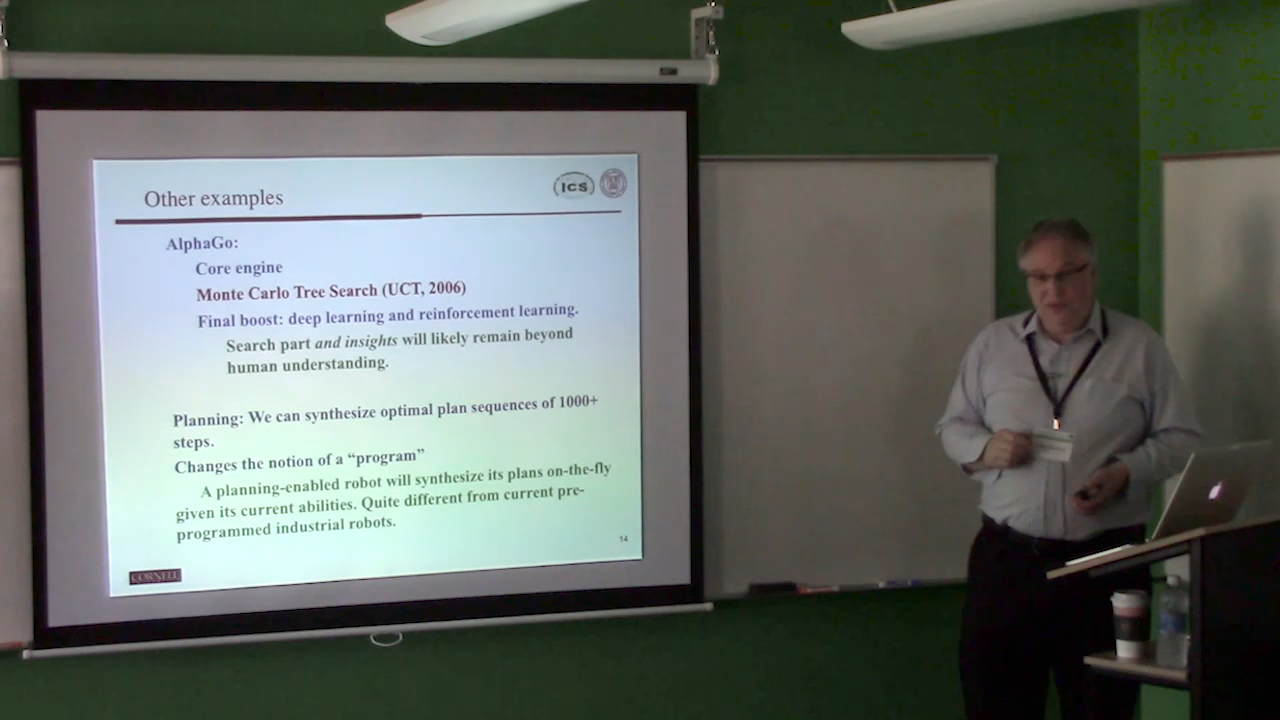 Other examples
ICS
AlphaGo:
Core engine
Monte Carlo Tree Search (UCT, 2006)
Final boost: deep learning and reinforcement learning.
Search part and insights will likely remain beyond
human understanding.
Planning: We can synthesize optimal plan sequences of 1000+
steps.
Changes the notion of a “program”
A planning-enabled robot will synthesize its plans on-the-fly
given its current abilities. Quite different from current pre-
programmed industrial robots.
14
CORNELL